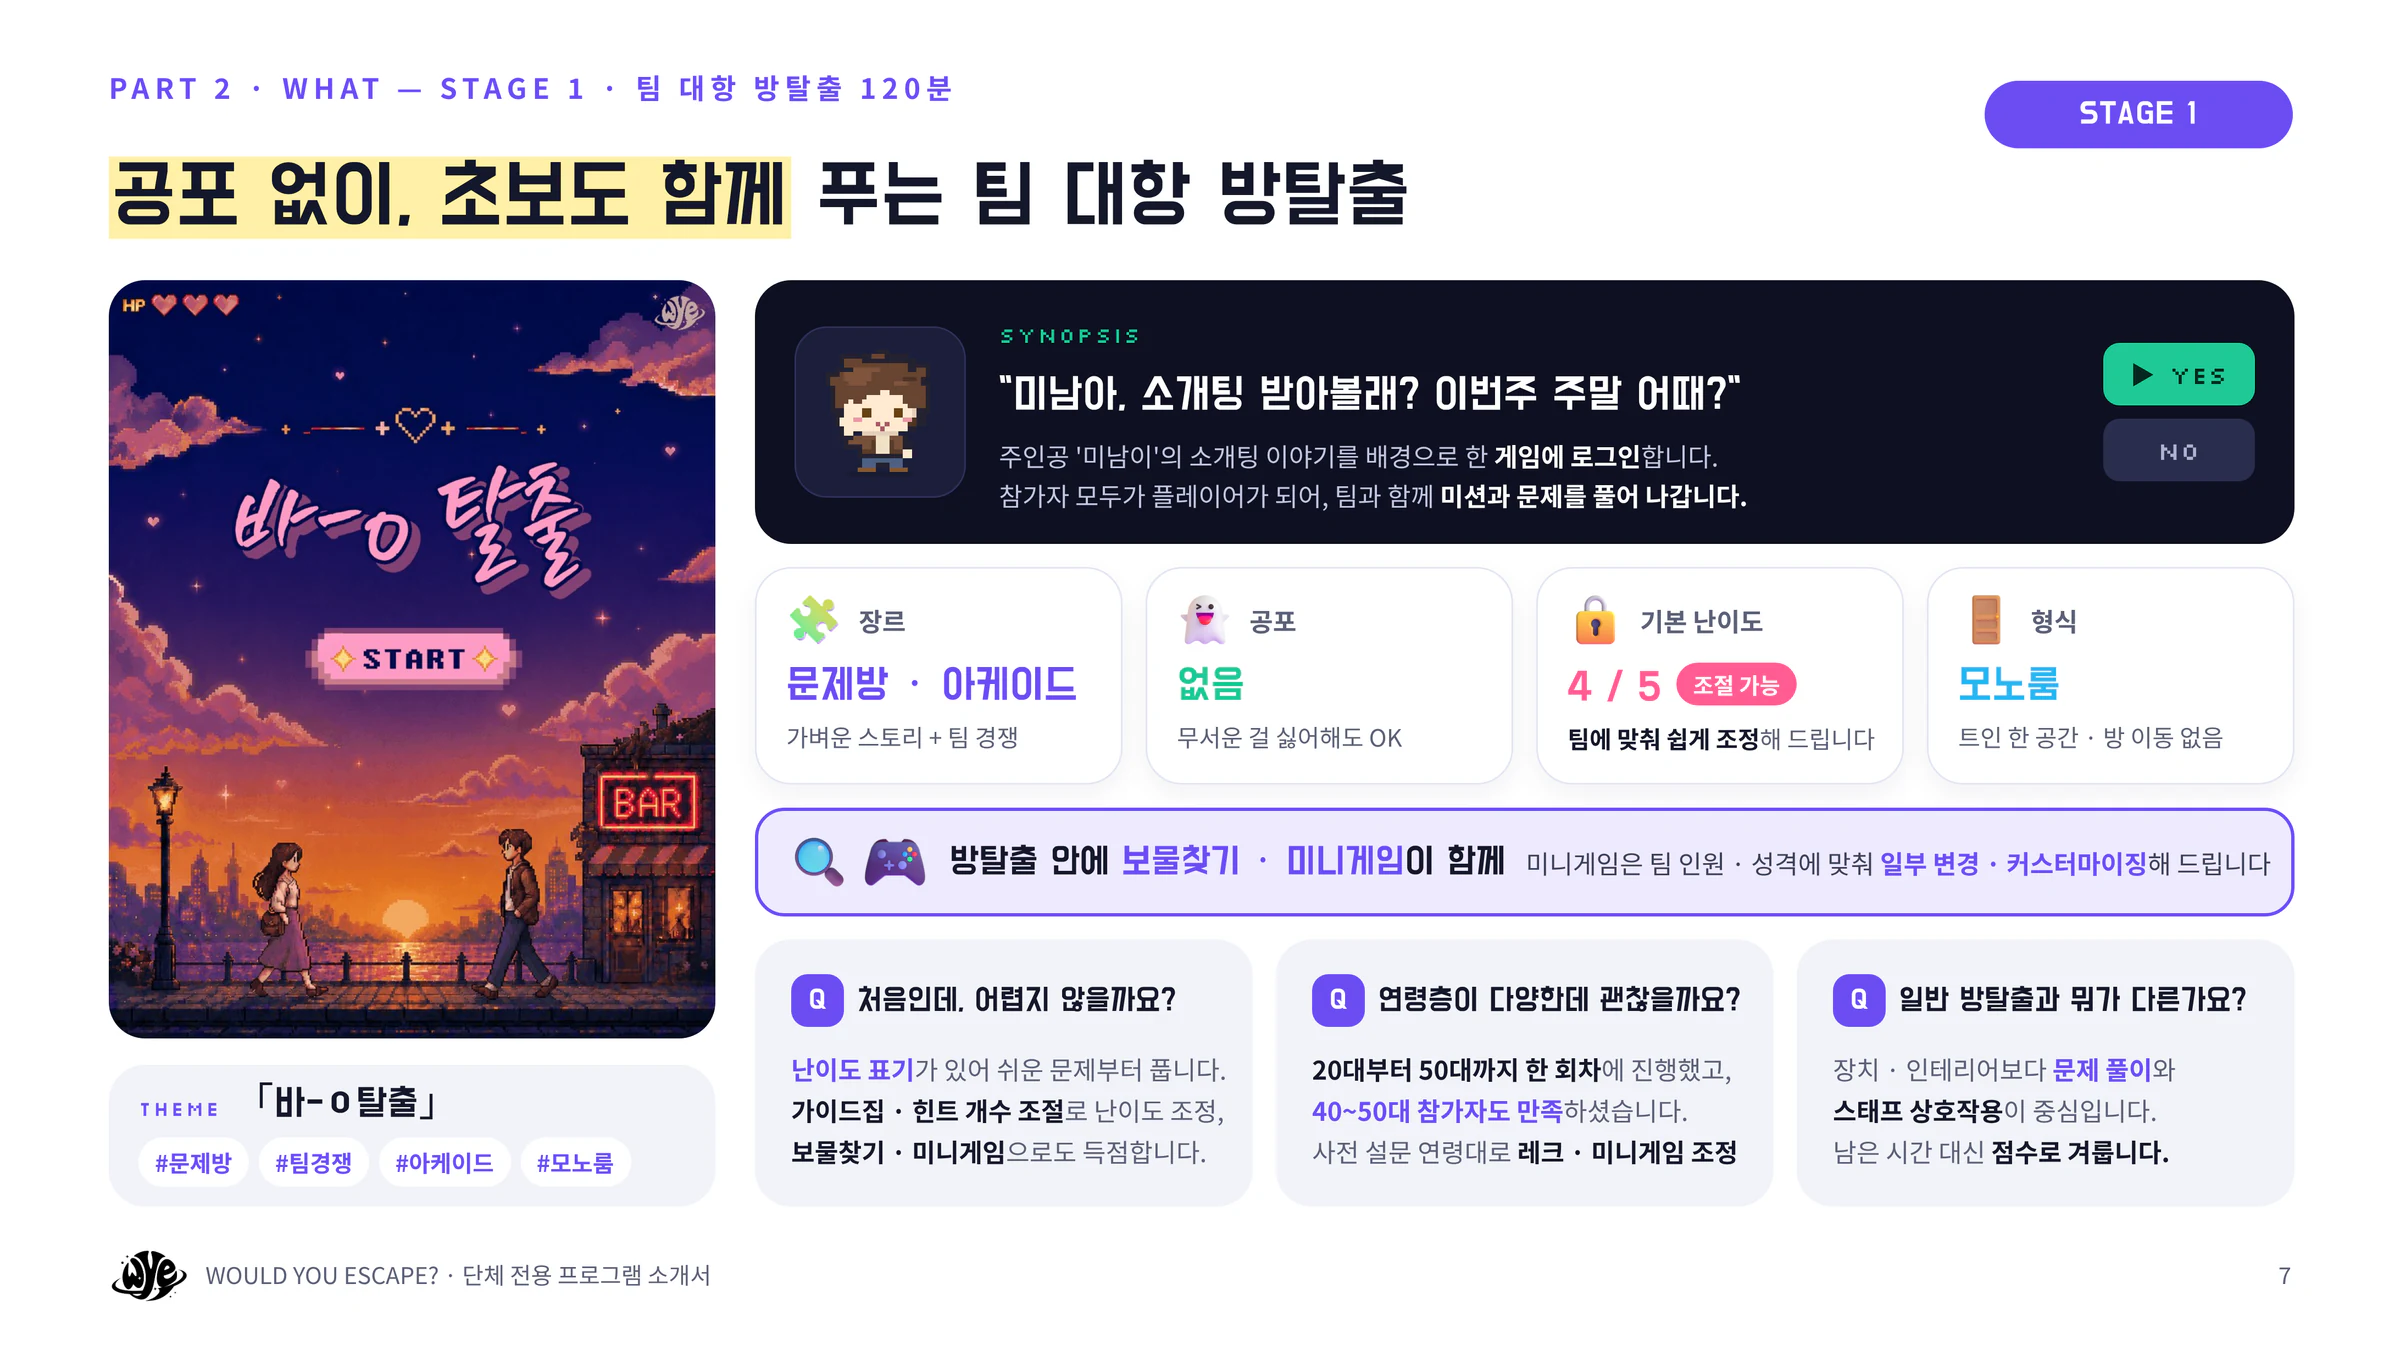 PART 2 · WHAT — STAGE 1 · 팀 대항 방탈출 120분
STAGE 1
공포 없이, 초보도 함께 푸는 팀 대항 방탈출
HP
wye
바-ㅇ 탈출
START
BAR
THEME 「바-ㅇ탈출」
#문제방 #팀경쟁 #아케이드 #모노룸
SYNOPSIS
"미남아, 소개팅 받아볼래? 이번주 주말 어때?"
주인공 '미남이'의 소개팅 이야기를 배경으로 한 게임에 로그인합니다.
참가자 모두가 플레이어가 되어, 팀과 함께 미션과 문제를 풀어 나갑니다.
▶ YES
NO
장르
문제방 · 아케이드
가벼운 스토리 + 팀 경쟁
공포
없음
무서운 걸 싫어해도 OK
기본 난이도
4 / 5 조절 가능
팀에 맞춰 쉽게 조정해 드립니다
형식
모노룸
트인 한 공간 · 방 이동 없음
방탈출 안에 보물찾기 · 미니게임이 함께 미니게임은 팀 인원 · 성격에 맞춰 일부 변경 · 커스터마이징해 드립니다
Q 처음인데, 어렵지 않을까요?
난이도 표기가 있어 쉬운 문제부터 풉니다.
가이드집 · 힌트 개수 조절로 난이도 조정,
보물찾기 · 미니게임으로도 득점합니다.
Q 연령층이 다양한데 괜찮을까요?
20대부터 50대까지 한 회차에 진행했고,
40~50대 참가자도 만족하셨습니다.
사전 설문 연령대로 레크 · 미니게임 조정
Q 일반 방탈출과 뭐가 다른가요?
장치 · 인테리어보다 문제 풀이와
스태프 상호작용이 중심입니다.
남은 시간 대신 점수로 겨룹니다.
wye WOULD YOU ESCAPE? · 단체 전용 프로그램 소개서
7